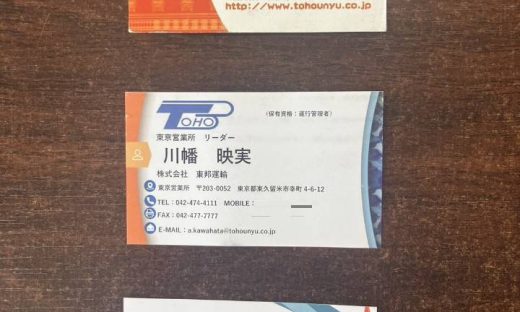 http://www.tohounyu.co.jp
TOHO
(保有資格:運行管理者)
東京営業所 リーダー
川幡 映実
株式会社 東邦運輸
東京営業所 〒203-0052 東京都東久留米市幸町 4-6-12
TEL:042-474-4111 MOBILE:
FAX:042-477-7777
E-MAIL:a.kawahata@tohounyu.co.jp